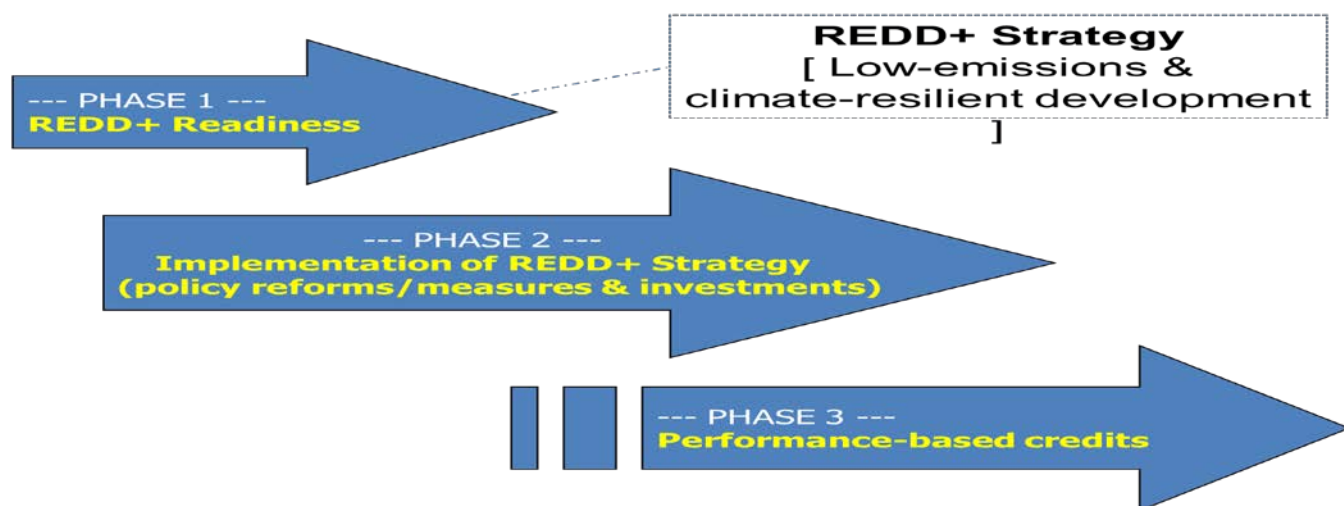 REDD+ Strategy
[ Low-emissions &
climate-resilient development
]
--- PHASE 1 ---
REDD+ Readiness
--- PHASE 2 ---
Implementation of REDD+ Strategy
(policy reforms/measures & investments)
--- PHASE 3 ---
Performance-based credits